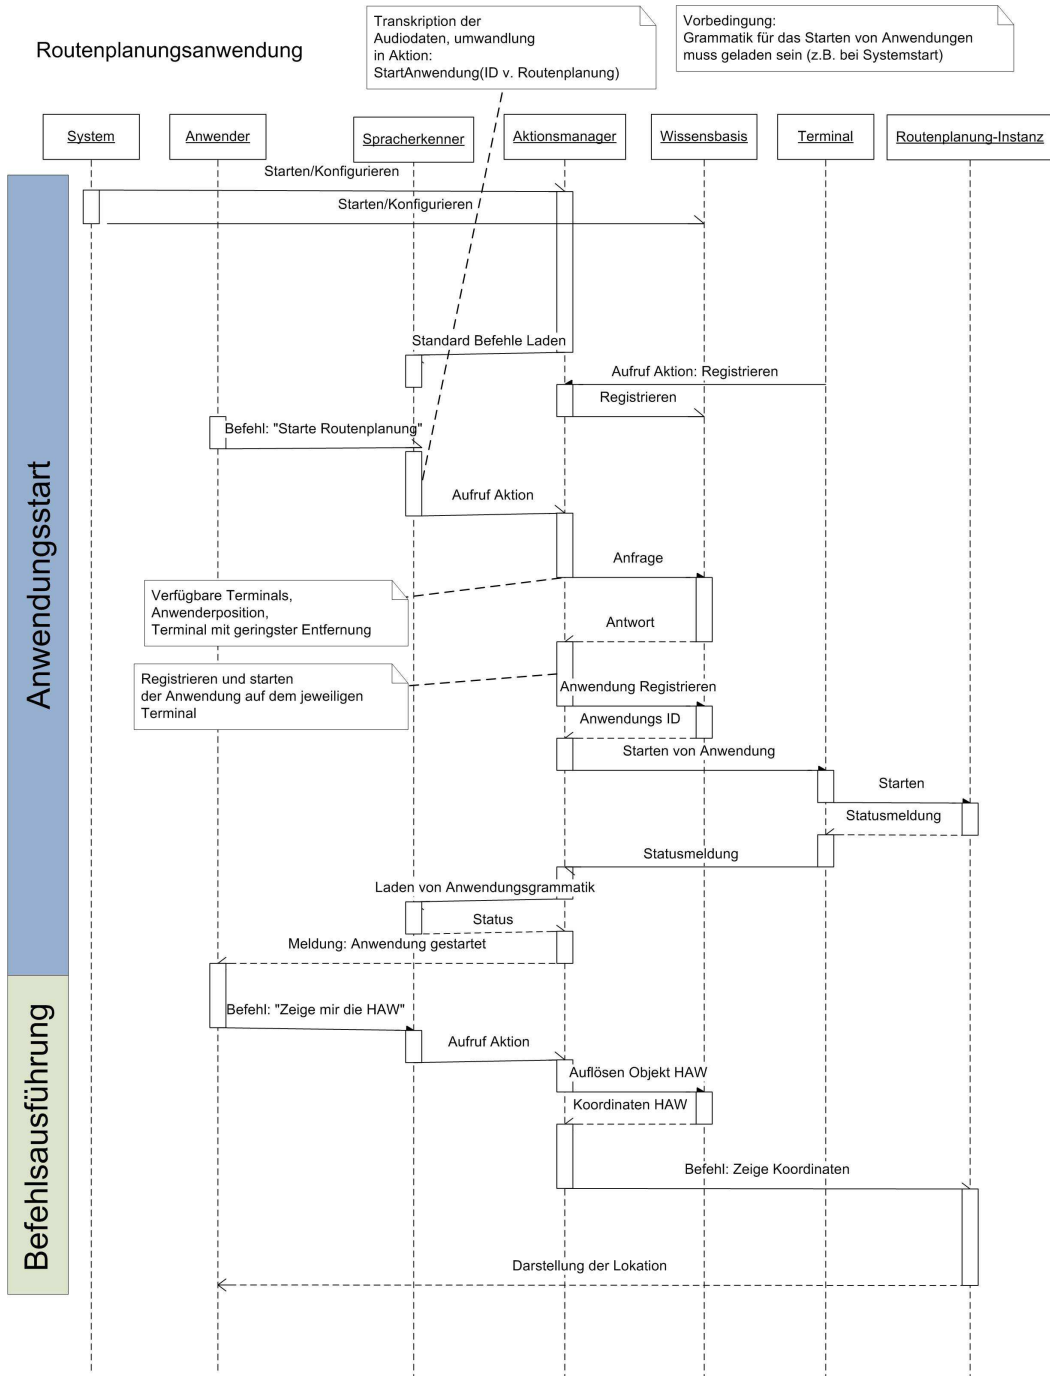 Routenplanungsanwendung
Transkription der
Audiodaten, umwandlung
in Aktion:
StartAnwendung(ID v. Routenplanung)
Vorbedingung:
Grammatik für das Starten von Anwendungen
muss geladen sein (z.B. bei Systemstart)
System
Anwender
Spracherkenner
Aktionsmanager
Wissensbasis
Terminal
Routenplanung-Instanz
Anwendungsstart
Starten/Konfigurieren
Starten/Konfigurieren
Standard Befehle Laden
Aufruf Aktion: Registrieren
Registrieren
Befehl: "Starte Routenplanung"
Aufruf Aktion
Anfrage
Verfügbare Terminals,
Anwenderposition,
Terminal mit geringster Entfernung
Antwort
Registrieren und starten
der Anwendung auf dem jeweiligen
Terminal
Anwendung Registrieren
Anwendungs ID
Starten von Anwendung
Starten
Statusmeldung
Statusmeldung
Laden von Anwendungsgrammatik
Status
Meldung: Anwendung gestartet
Befehlsausführung
Befehl: "Zeige mir die HAW"
Aufruf Aktion
Auflösen Objekt HAW
Koordinaten HAW
Befehl: Zeige Koordinaten
Darstellung der Lokation